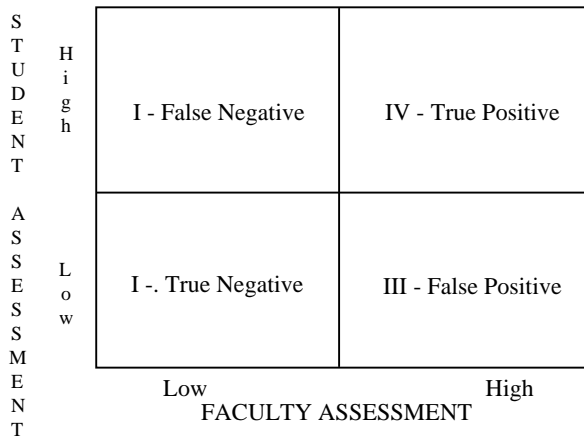 STUDENT ASSESSMENT
High
I - False Negative
IV - True Positive
Low
I -. True Negative
III - False Positive
Low
High
FACULTY ASSESSMENT